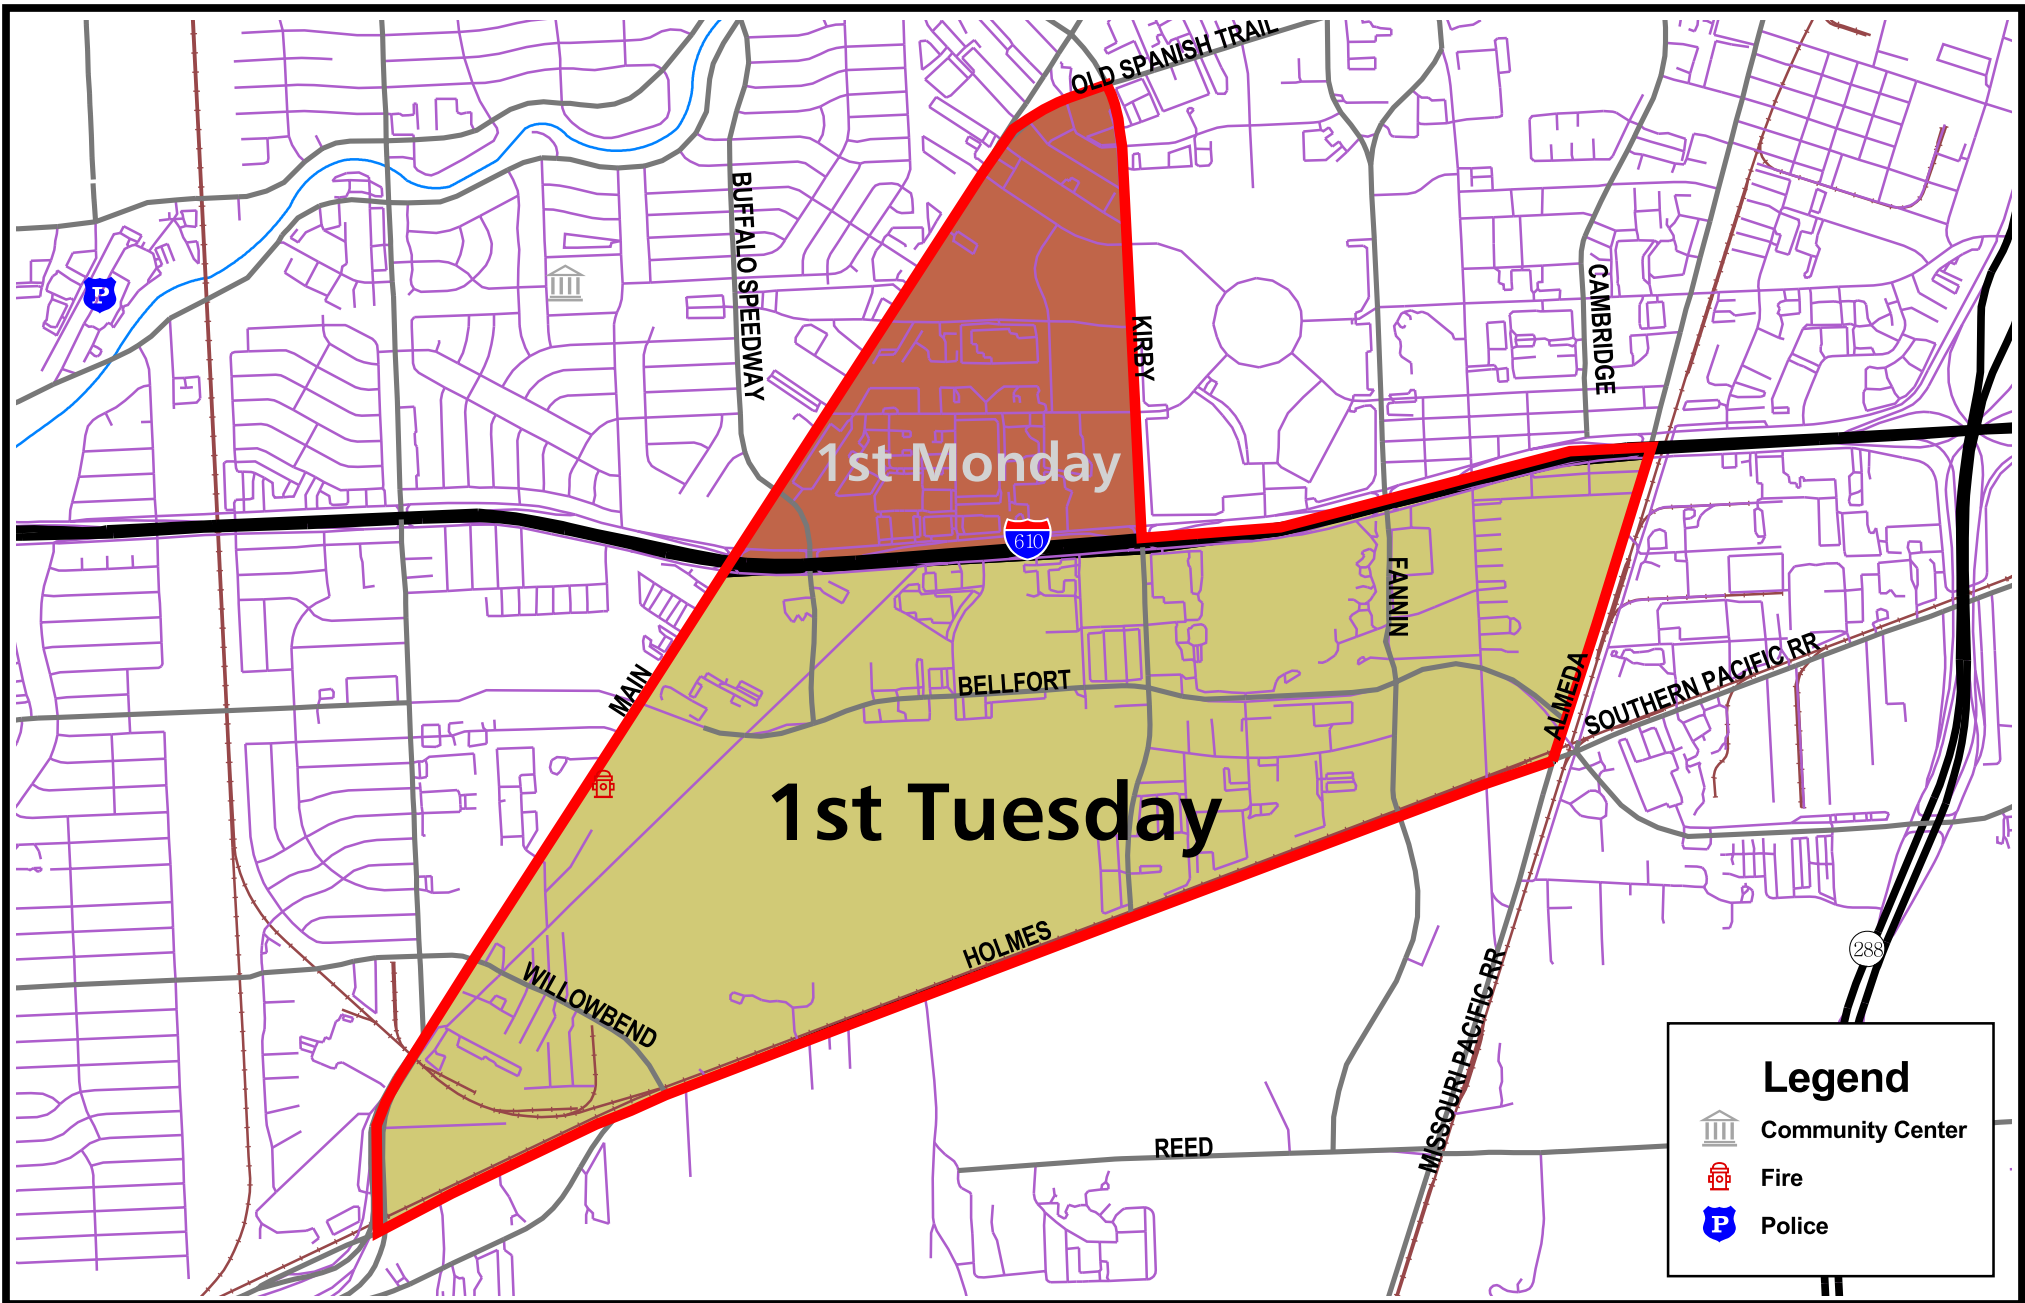 OLD SPANISH TRAIL
BUFFALO SPEEDWAY
KIRBY
CAMBRIDGE
P
1st Monday
610
FANNIN
MAIN
BELLFORT
ALMEDA
SOUTHERN PACIFIC RR
1st Tuesday
HOLMES
WILLOWBEND
288
MISSOURI PACIFIC RR
REED
Legend
Community Center
Fire
P
Police